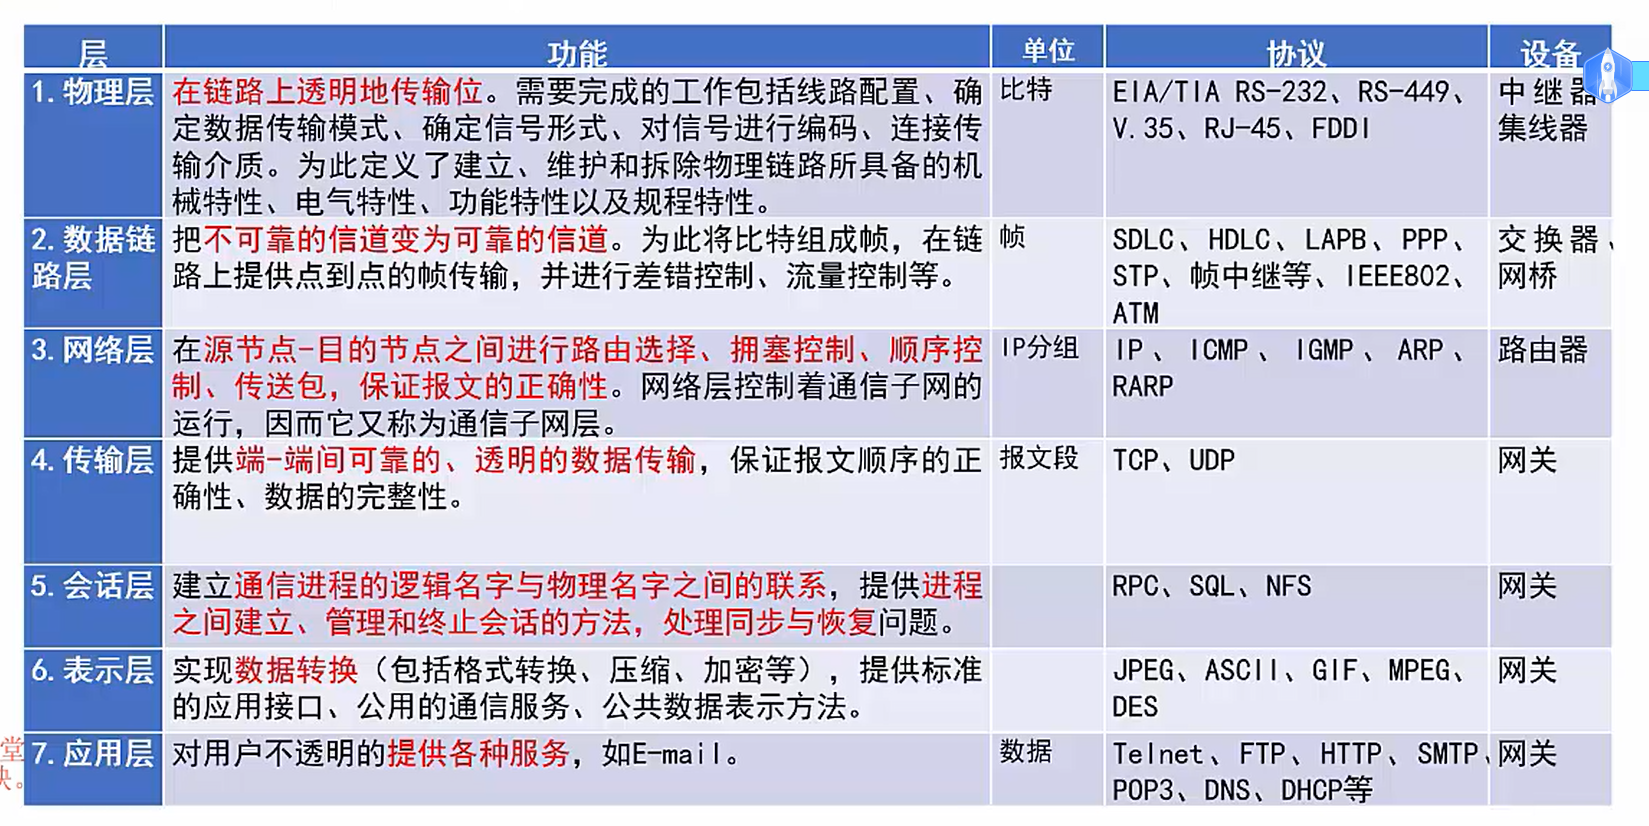 层 功能 单位 协议 设备
1.物理层
在链路上透明地传输位。需要完成的工作包括线路配置、确
定数据传输模式、确定信号形式、对信号进行编码、连接传
输介质。为此定义了建立、维护和拆除物理链路所具备的机
械特性、电气特性、功能特性以及规程特性。
比特
EIA/TIA RS-232、RS-449、
V.35、RJ-45、FDDI
中继器
集线器
2.数据链
路层
把不可靠的信道变为可靠的信道。为此将比特组成帧，在链
路上提供点到点的帧传输，并进行差错控制、流量控制等。
帧
SDLC、HDLC、LAPB、PPP、
STP、帧中继等、IEEE802、
ATM
交换器、
网桥
3.网络层
在源节点-目的节点之间进行路由选择、拥塞控制、顺序控
制、传送包，保证报文的正确性。网络层控制着通信子网的
运行，因而它又称为通信子网层。
IP分组
IP、ICMP、IGMP、ARP、
RARP
路由器
4.传输层
提供端-端间可靠的、透明的数据传输，保证报文顺序的正
确性、数据的完整性。
报文段
TCP、UDP
网关
5.会话层
建立通信进程的逻辑名字与物理名字之间的联系，提供进程
之间建立、管理和终止会话的方法，处理同步与恢复问题。
RPC、SQL、NFS
网关
6.表示层
实现数据转换（包括格式转换、压缩、加密等），提供标准
的应用接口、公用的通信服务、公共数据表示方法。
JPEG、ASCII、GIF、MPEG、
DES
网关
堂
7.应用层
对用户不透明的提供各种服务，如E-mail。
数据
Telnet、FTP、HTTP、SMTP、
POP3、DNS、DHCP等
网关